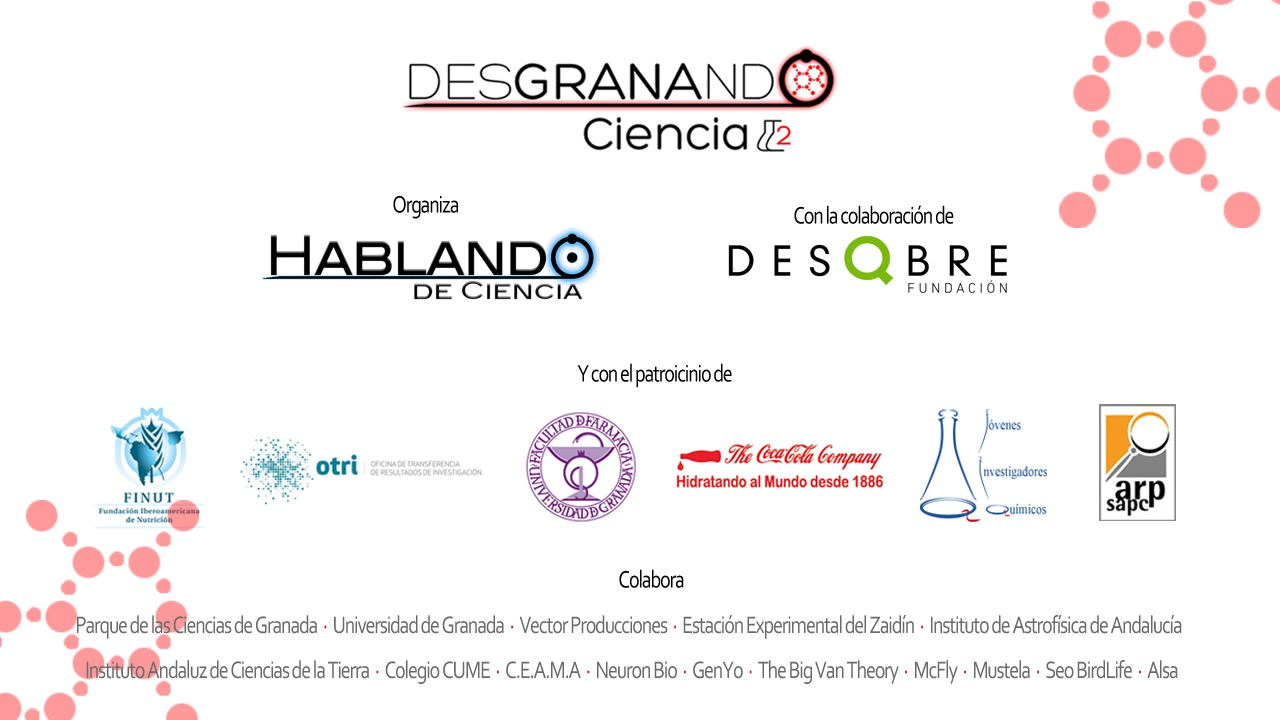 DESGRANANDO
Ciencia 2
Organiza
HABLANDO
DE CIENCIA
Con la colaboración de
DESQBRE
FUNDACIÓN
Y con el patroicinio de
FINUT
Fundación Iberoamericana
de Nutrición
otri
OFICINA DE TRANSFERENCIA
DE RESULTADOS DE INVESTIGACIÓN
FACULTAD D FARMACIA
UNIVERSIDAD D GRANADA
The Coca-Cola Company
Hidratando al Mundo desde 1886
Jóvenes
Investigadores
Químicos
arp
sapc
Colabora
Parque de las Ciencias de Granada · Universidad de Granada · Vector Producciones · Estación Experimental del Zaidín · Instituto de Astrofísica de Andalucía
Instituto Andaluz de Ciencias de la Tierra · Colegio CUME · C.E.A.M.A · Neuron Bio · GenYo · The Big Van Theory · McFly · Mustela · Seo BirdLife · Alsa